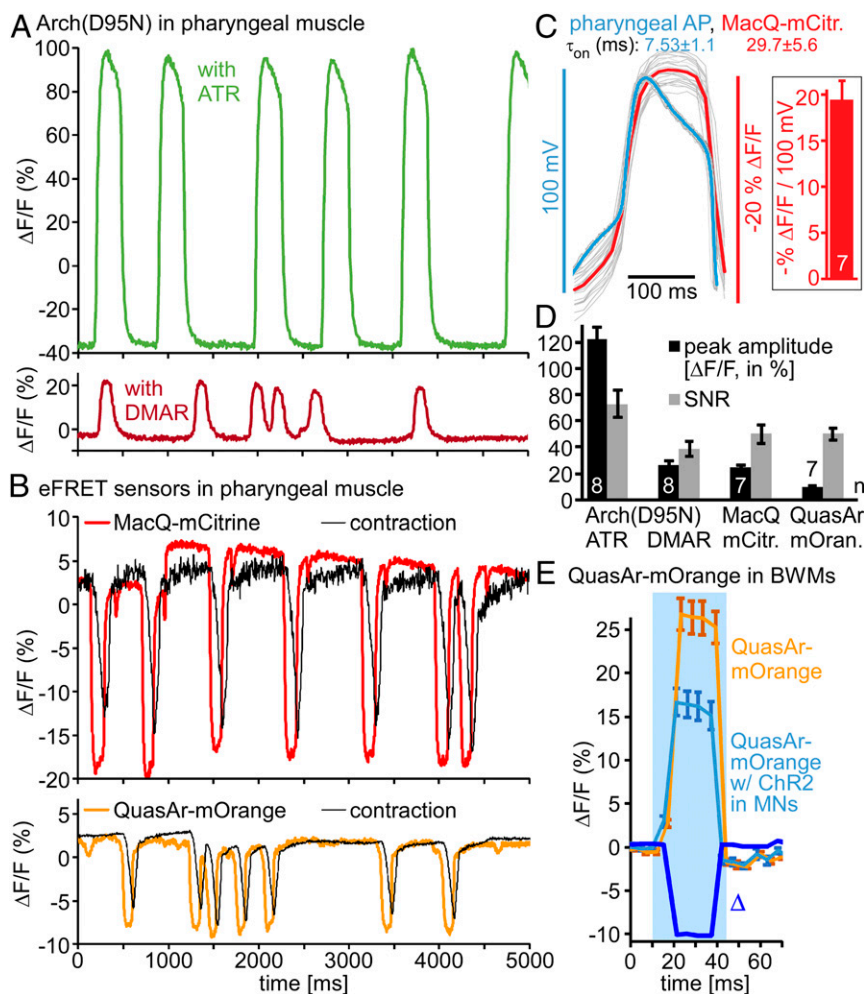 A Arch(D95N) in pharyngeal muscle
with ATR
ΔF/F (%)
100
80
60
40
20
0
-20
-40
with DMAR
ΔF/F (%)
20
0
B eFRET sensors in pharyngeal muscle
MacQ-mCitrine
contraction
ΔF/F (%)
10
5
0
-5
-10
-15
-20
QuasAr-mOrange
contraction
ΔF/F (%)
5
0
-5
-10
0 1000 2000 3000 4000 5000
time [ms]
C pharyngeal AP, MacQ-mCitr.
τon (ms): 7.53±1.1 29.7±5.6
100 mV
-20 % ΔF/F
100 ms
-% ΔF/F / 100 mV
20
15
10
5
0
7
D
120
100
80
60
40
20
0
peak amplitude
[ΔF/F, in %]
SNR
8 8 7 7 n
Arch(D95N) MacQ QuasAr
ATR DMAR mCitr. mOran.
E QuasAr-mOrange in BWMs
ΔF/F (%)
25
20
15
10
5
0
-5
-10
QuasAr-
mOrange
QuasAr-
mOrange
w/ ChR2
in MNs
Δ
0 20 40 60
time [ms]